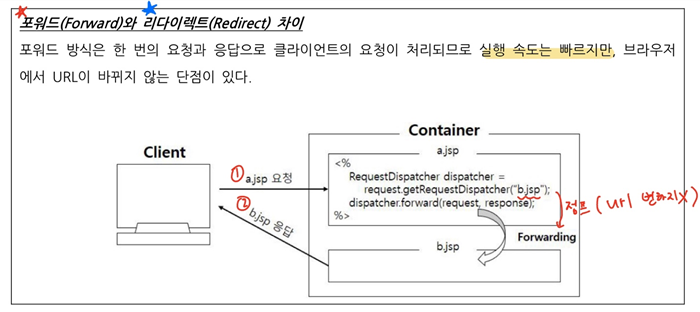 포워드(Forward)와 리다이렉트(Redirect) 차이
포워드 방식은 한 번의 요청과 응답으로 클라이언트의 요청이 처리되므로 실행 속도는 빠르지만, 브라우저
에서 URL이 바뀌지 않는 단점이 있다.
Container
Client
a.jsp
<%
RequestDispatcher dispatcher =
request.getRequestDispatcher("b.jsp");
dispatcher.forward(request, response);
%>
① a.jsp 요청
② b.jsp 응답
점프 (url 변하지X)
Forwarding
b.jsp